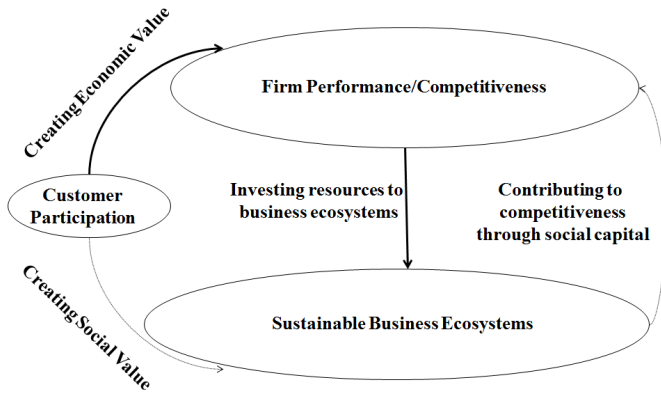 Creating Economic Value
Firm Performance/Competitiveness
Customer
Participation
Investing resources to
business ecosystems
Contributing to
competitiveness
through social capital
Creating Social Value
Sustainable Business Ecosystems